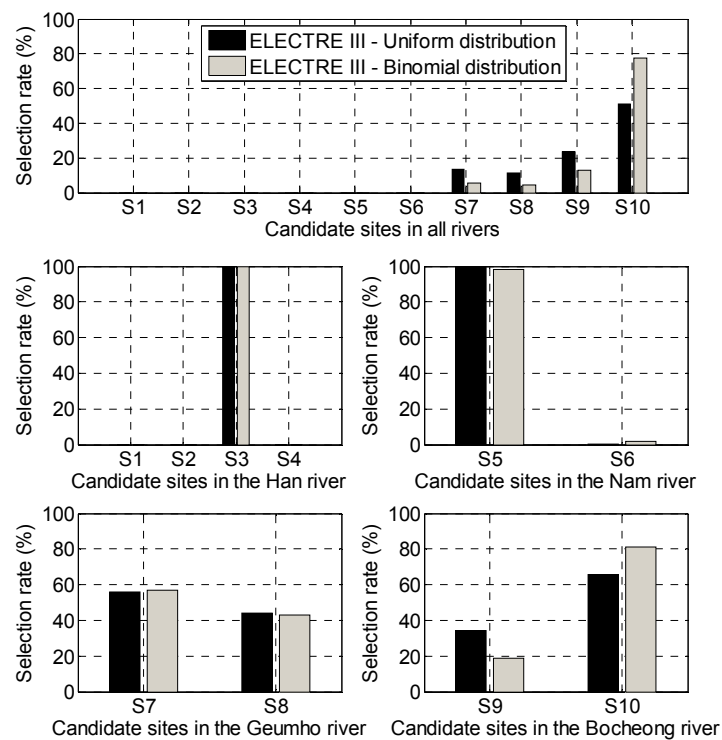 100
80
60
40
20
0
Selection rate (%)
ELECTRE III - Uniform distribution
ELECTRE III - Binomial distribution
S1 S2 S3 S4 S5 S6 S7 S8 S9 S10
Candidate sites in all rivers
100
80
60
40
20
0
Selection rate (%)
S1 S2 S3 S4
Candidate sites in the Han river
100
80
60
40
20
0
Selection rate (%)
S5 S6
Candidate sites in the Nam river
100
80
60
40
20
0
Selection rate (%)
S7 S8
Candidate sites in the Geumho river
100
80
60
40
20
0
Selection rate (%)
S9 S10
Candidate sites in the Bocheong river